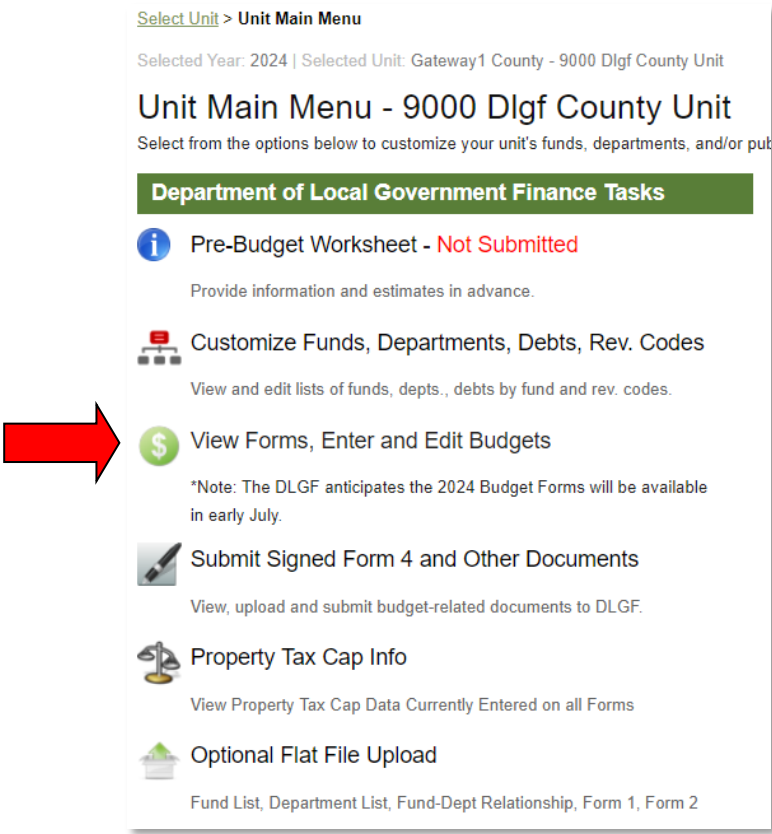 Select Unit > Unit Main Menu
Selected Year: 2024 | Selected Unit: Gateway1 County - 9000 Dlgf County Unit
Unit Main Menu - 9000 Dlgf County Unit
Select from the options below to customize your unit's funds, departments, and/or pub
Department of Local Government Finance Tasks
i
Pre-Budget Worksheet - Not Submitted
Provide information and estimates in advance.
Customize Funds, Departments, Debts, Rev. Codes
View and edit lists of funds, depts., debts by fund and rev. codes.
$
View Forms, Enter and Edit Budgets
*Note: The DLGF anticipates the 2024 Budget Forms will be available
in early July.
Submit Signed Form 4 and Other Documents
View, upload and submit budget-related documents to DLGF.
Property Tax Cap Info
View Property Tax Cap Data Currently Entered on all Forms
Optional Flat File Upload
Fund List, Department List, Fund-Dept Relationship, Form 1, Form 2